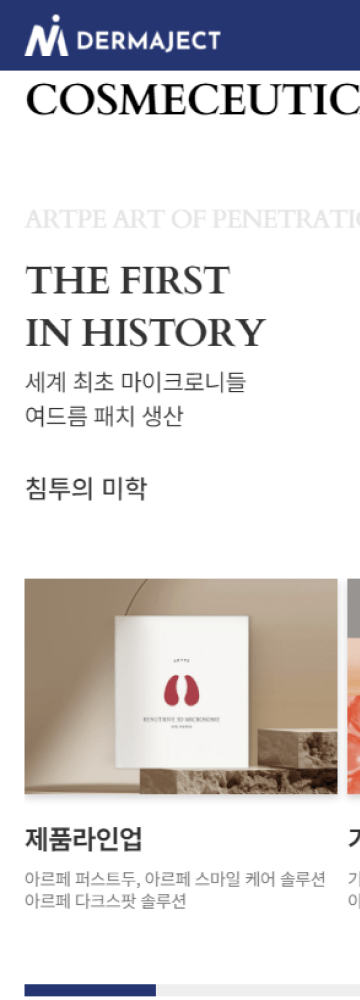 DERMAJECT
COSMECEUTIC
ARTPE ART OF PENETRATIO
THE FIRST
IN HISTORY
세계 최초 마이크로니들
여드름 패치 생산
침투의 미학
제품라인업
아르페 퍼스트두, 아르페 스마일 케어 솔루션
아르페 다크스팟 솔루션